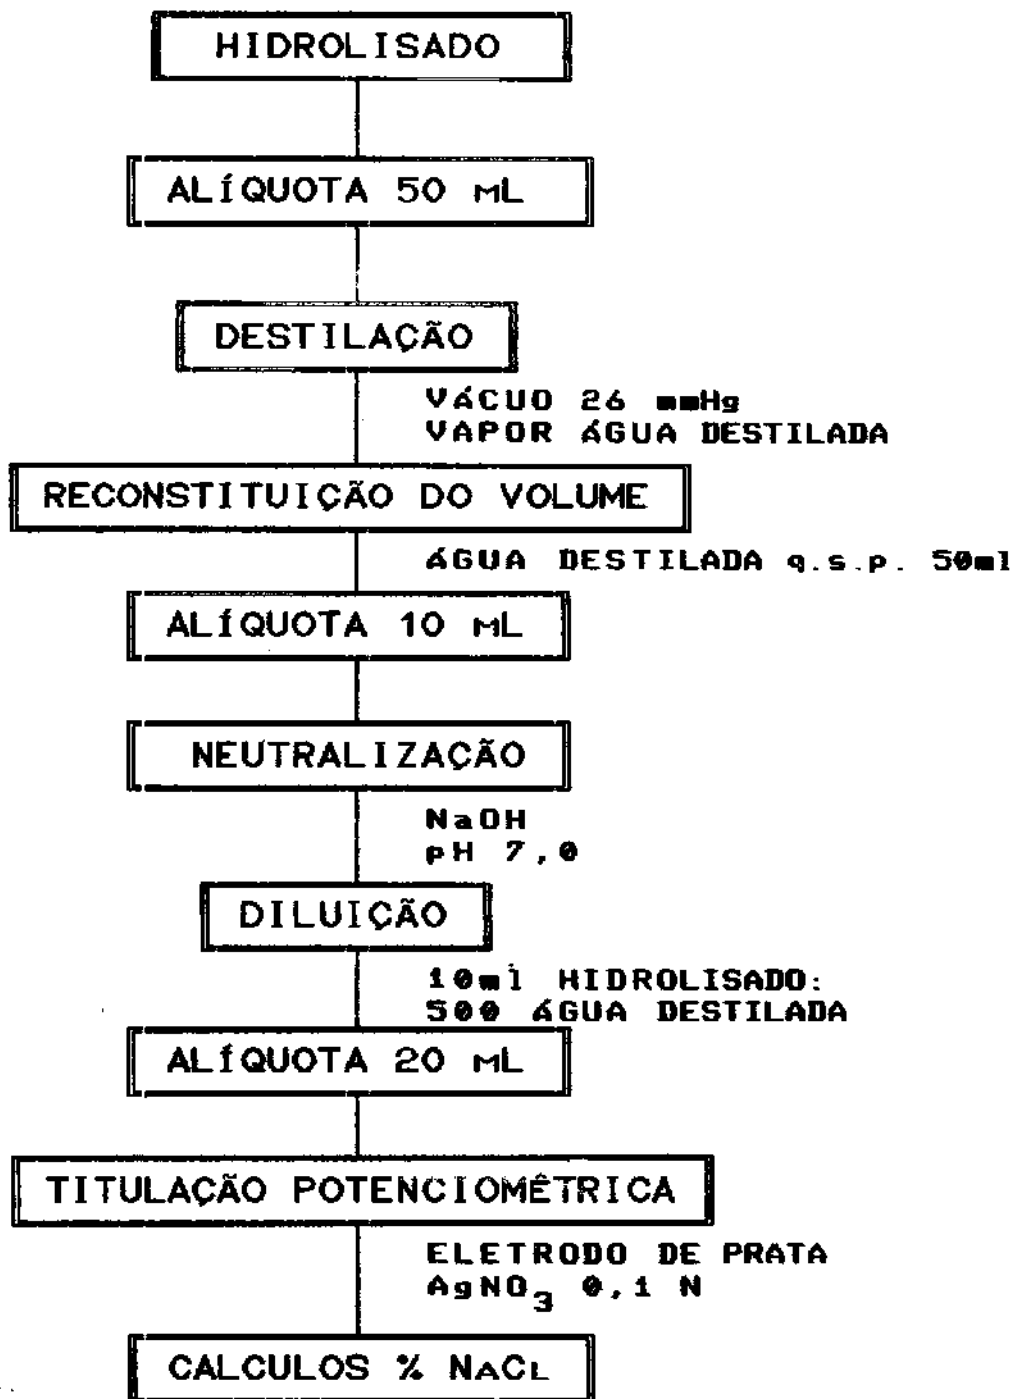 HIDROLISADO
ALÍQUOTA 50 mL
DESTILAÇÃO
VÁCUO 26 mmHg
VAPOR ÁGUA DESTILADA
RECONSTITUIÇÃO DO VOLUME
ÁGUA DESTILADA q.s.p. 50ml
ALÍQUOTA 10 mL
NEUTRALIZAÇÃO
NaOH
pH 7,0
DILUIÇÃO
10ml HIDROLISADO:
500 ÁGUA DESTILADA
ALÍQUOTA 20 mL
TITULAÇÃO POTENCIOMÊTRICA
ELETRODO DE PRATA
AgNO3 0,1 N
CALCULOS % NaCl